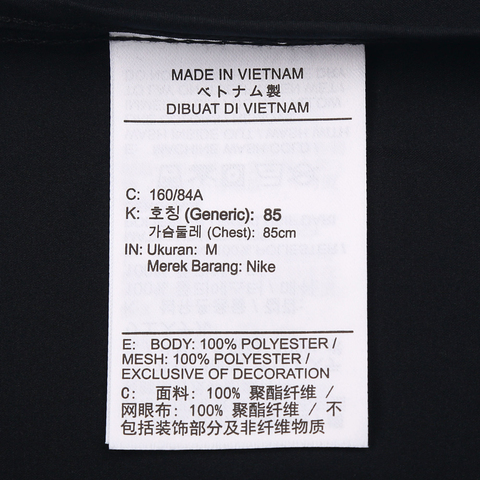 MADE IN VIETNAM
ベトナム製
DIBUAT DI VIETNAM
C: 160/84A
K: 호칭 (Generic): 85
가슴둘레 (Chest): 85cm
IN: Ukuran: M
Merek Barang: Nike
E: BODY: 100% POLYESTER /
MESH: 100% POLYESTER /
EXCLUSIVE OF DECORATION
C: 面料: 100% 聚酯纤维 /
网眼布: 100% 聚酯纤维 / 不
包括装饰部分及非纤维物质